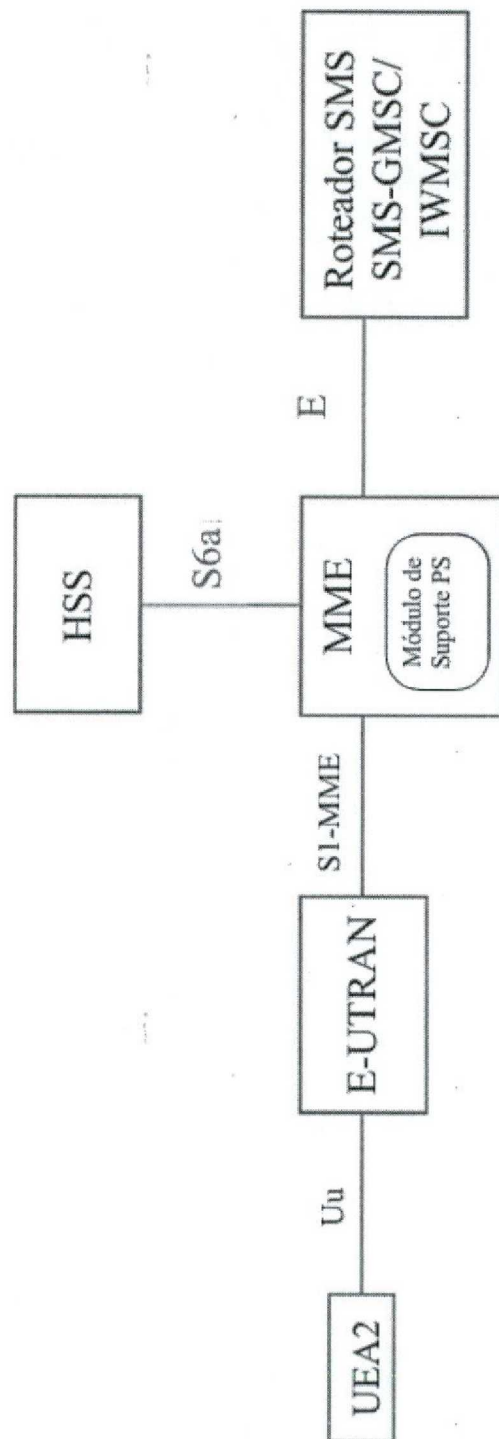 HSS
S6a
UEA2
Uu
E-UTRAN
S1-MME
MME
Módulo de
Suporte PS
E
Roteador SMS
SMS-GMSC/
IWMSC